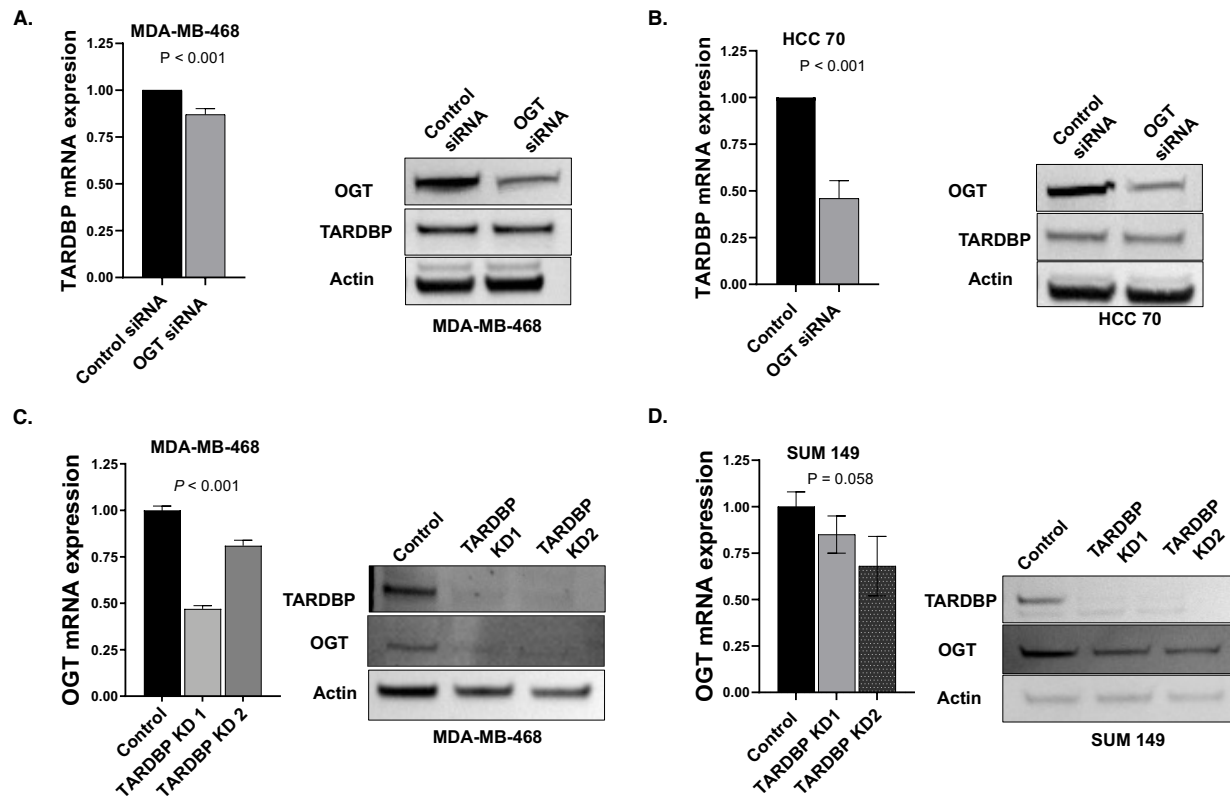 A.
MDA-MB-468
P < 0.001
TARDBP mRNA expresion
1.25
1.00
0.75
0.50
0.25
0.00
Control siRNA
OGT siRNA
Control siRNA
OGT siRNA
OGT
TARDBP
Actin
MDA-MB-468
B.
HCC 70
P < 0.001
TARDBP mRNA expresion
1.25
1.00
0.75
0.50
0.25
0.00
Control
OGT siRNA
Control siRNA
OGT siRNA
OGT
TARDBP
Actin
HCC 70
C.
MDA-MB-468
P < 0.001
OGT mRNA expression
1.25
1.00
0.75
0.50
0.25
0.00
Control
TARDBP KD 1
TARDBP KD 2
Control
TARDBP KD1
TARDBP KD2
TARDBP
OGT
Actin
MDA-MB-468
D.
SUM 149
P = 0.058
OGT mRNA expression
1.25
1.00
0.75
0.50
0.25
0.00
Control
TARDBP KD1
TARDBP KD2
Control
TARDBP KD1
TARDBP KD2
TARDBP
OGT
Actin
SUM 149